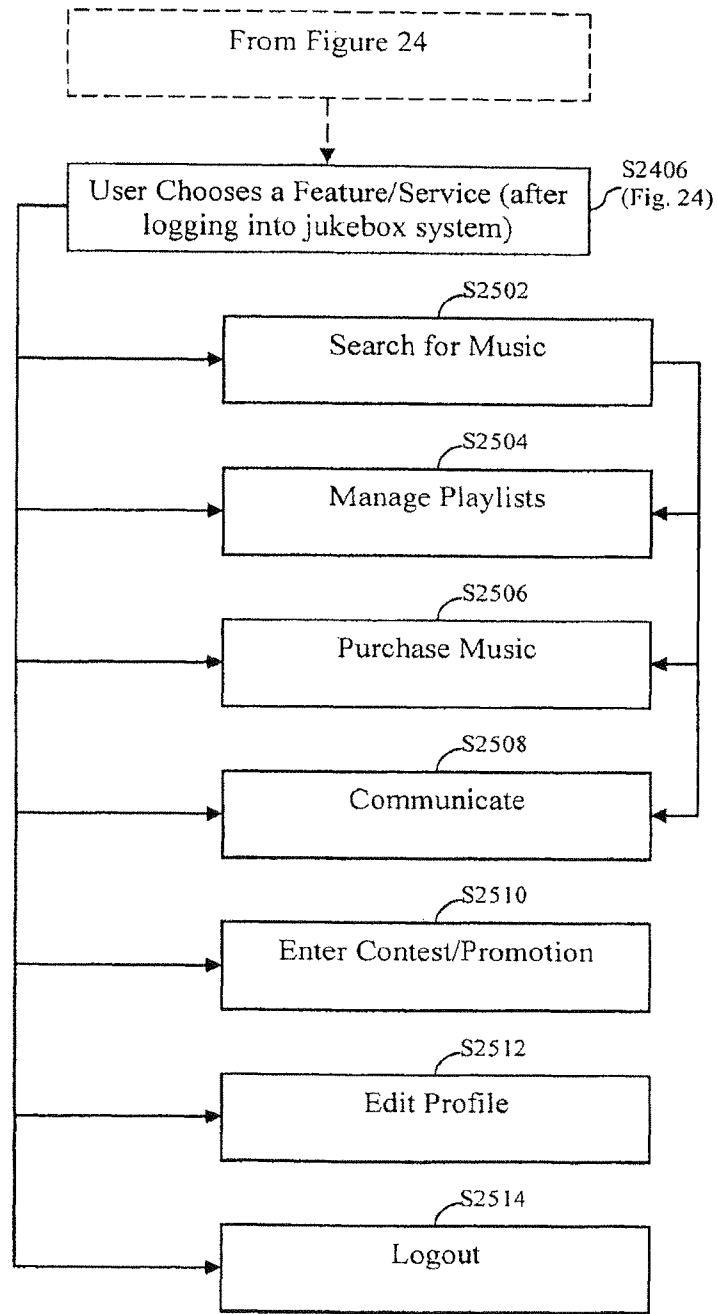 From Figure 24
S2406
(Fig. 24)
User Chooses a Feature/Service (after
logging into jukebox system)
S2502
Search for Music
S2504
Manage Playlists
S2506
Purchase Music
S2508
Communicate
S2510
Enter Contest/Promotion
S2512
Edit Profile
S2514
Logout